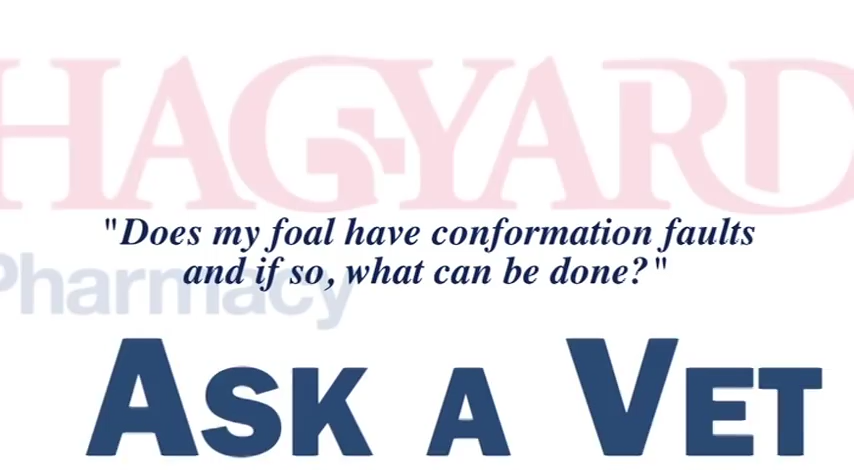 HAGYARD
"Does my foal have conformation faults
and if so, what can be done?"
Pharmacy
ASK A VET